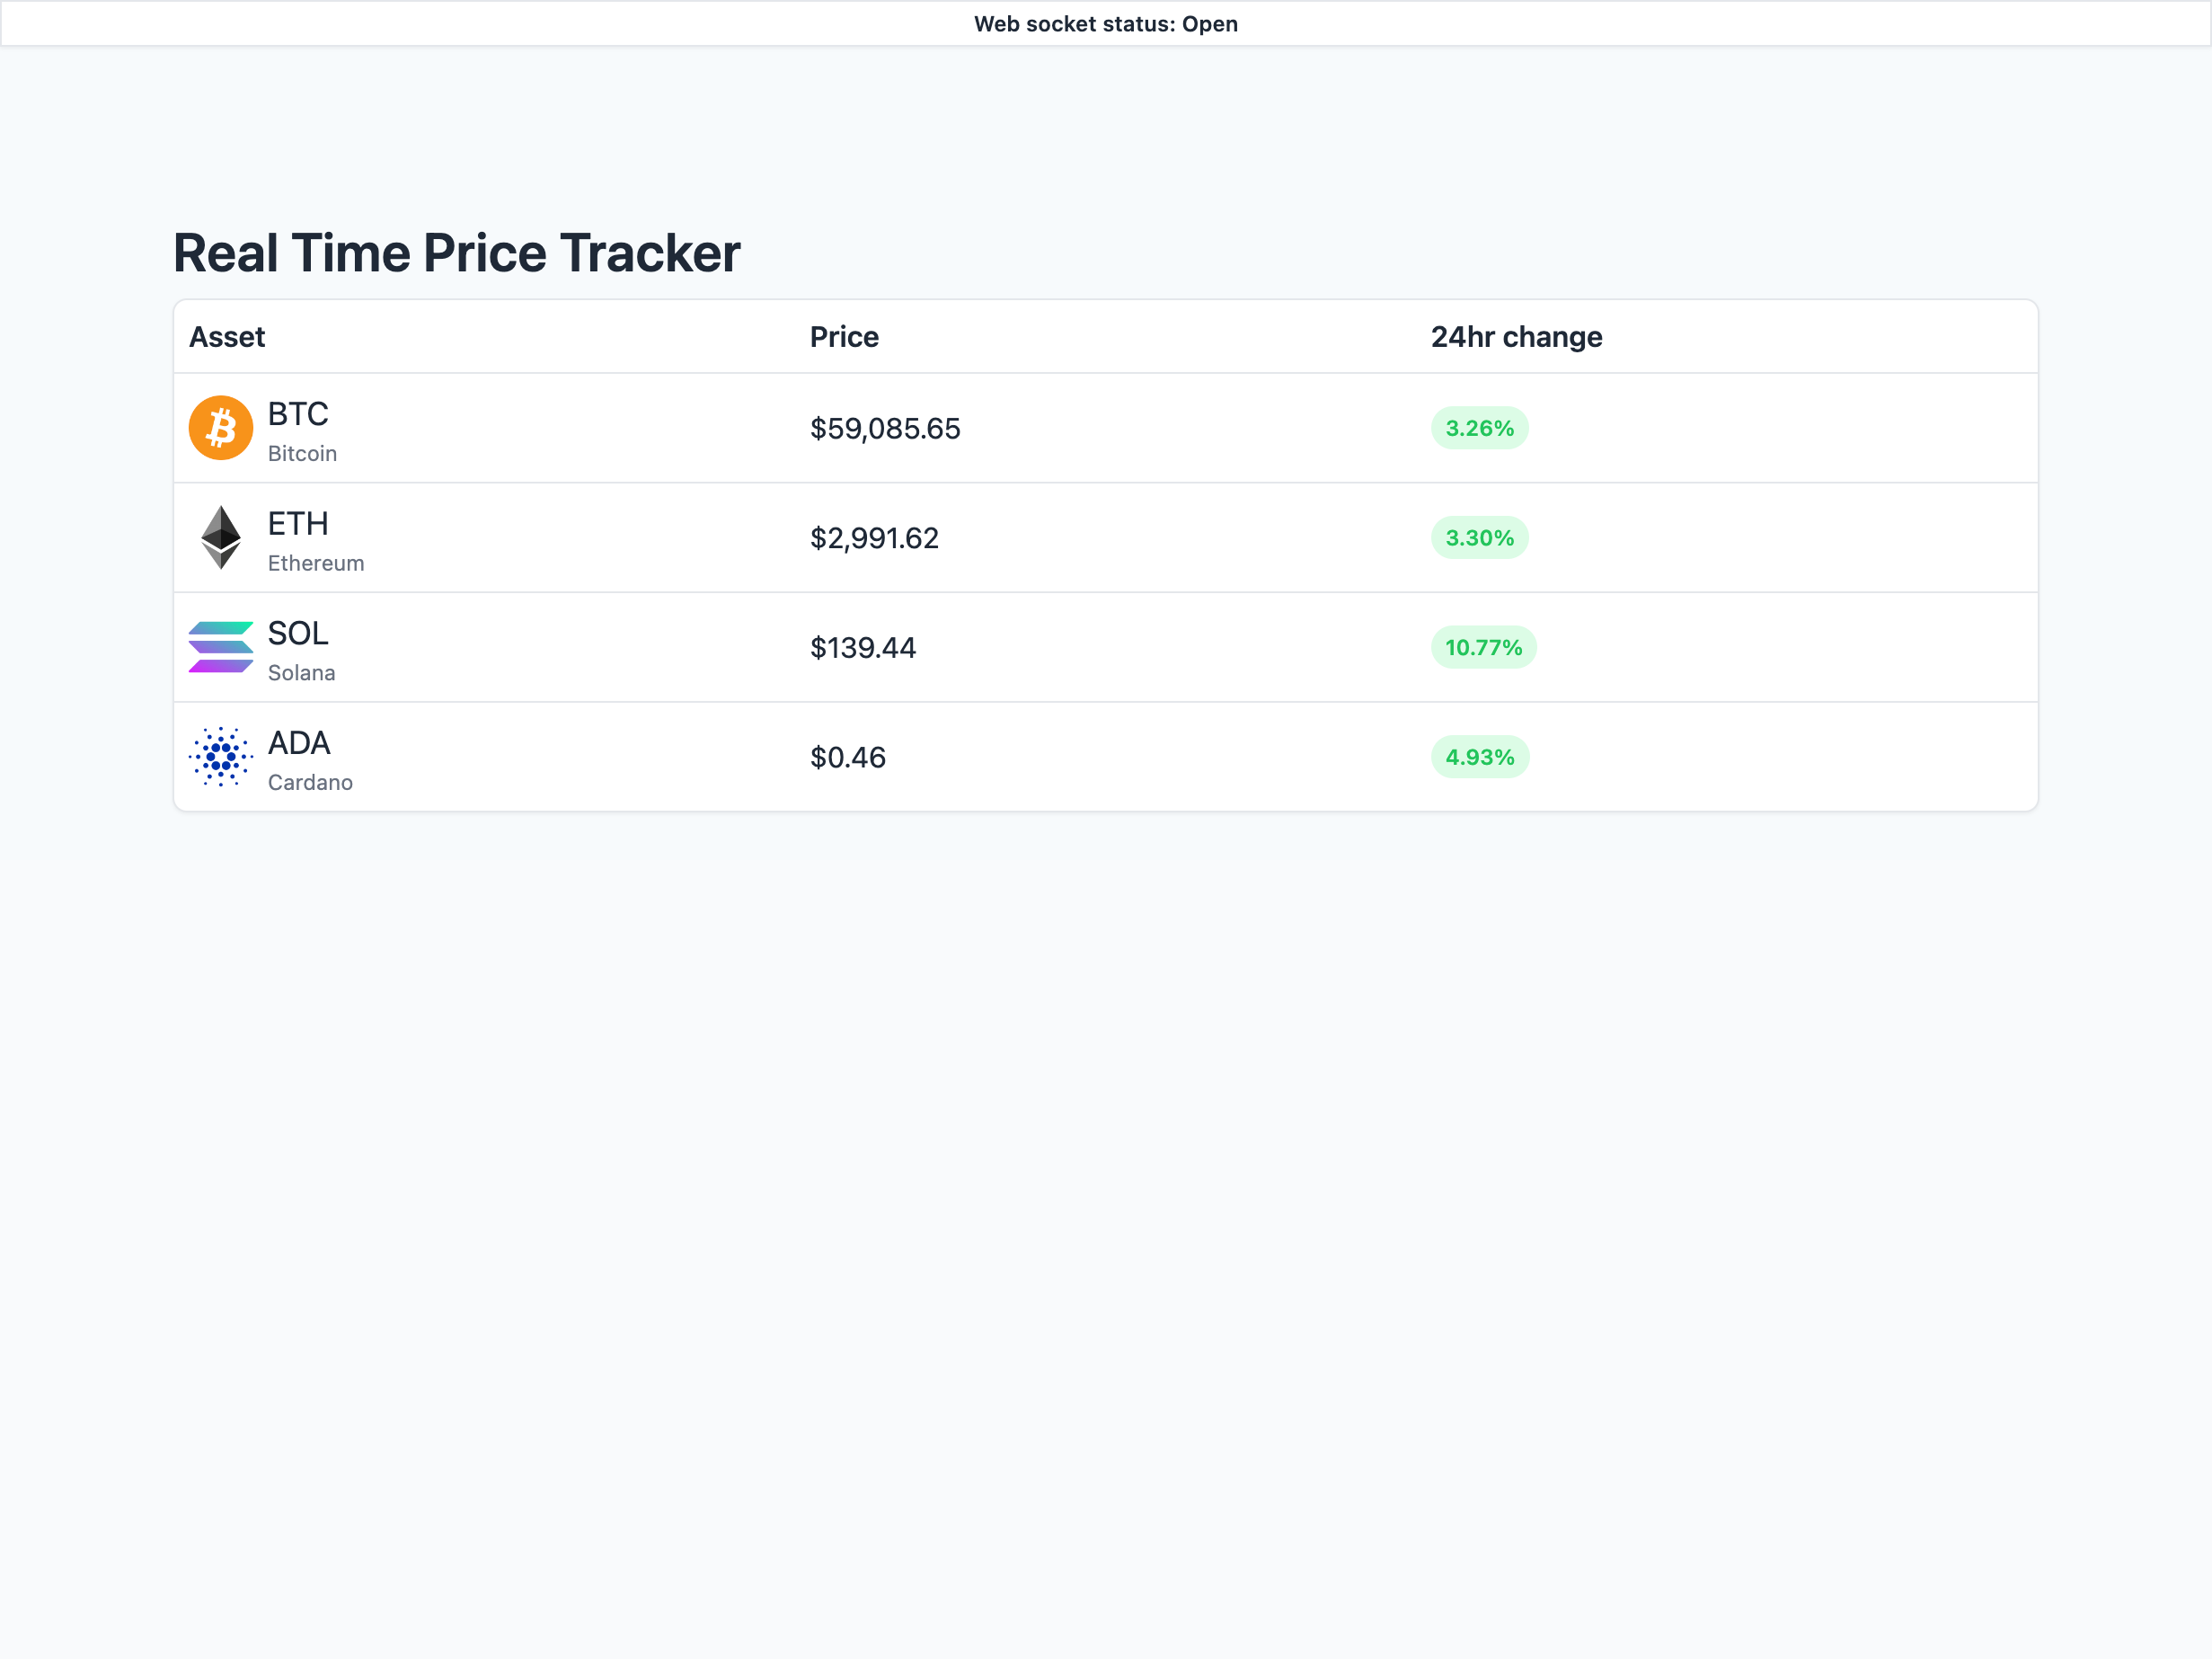 Web socket status: Open
Real Time Price Tracker
Asset Price 24hr change
BTC
Bitcoin
$59,085.65
3.26%
ETH
Ethereum
$2,991.62
3.30%
SOL
Solana
$139.44
10.77%
ADA
Cardano
$0.46
4.93%